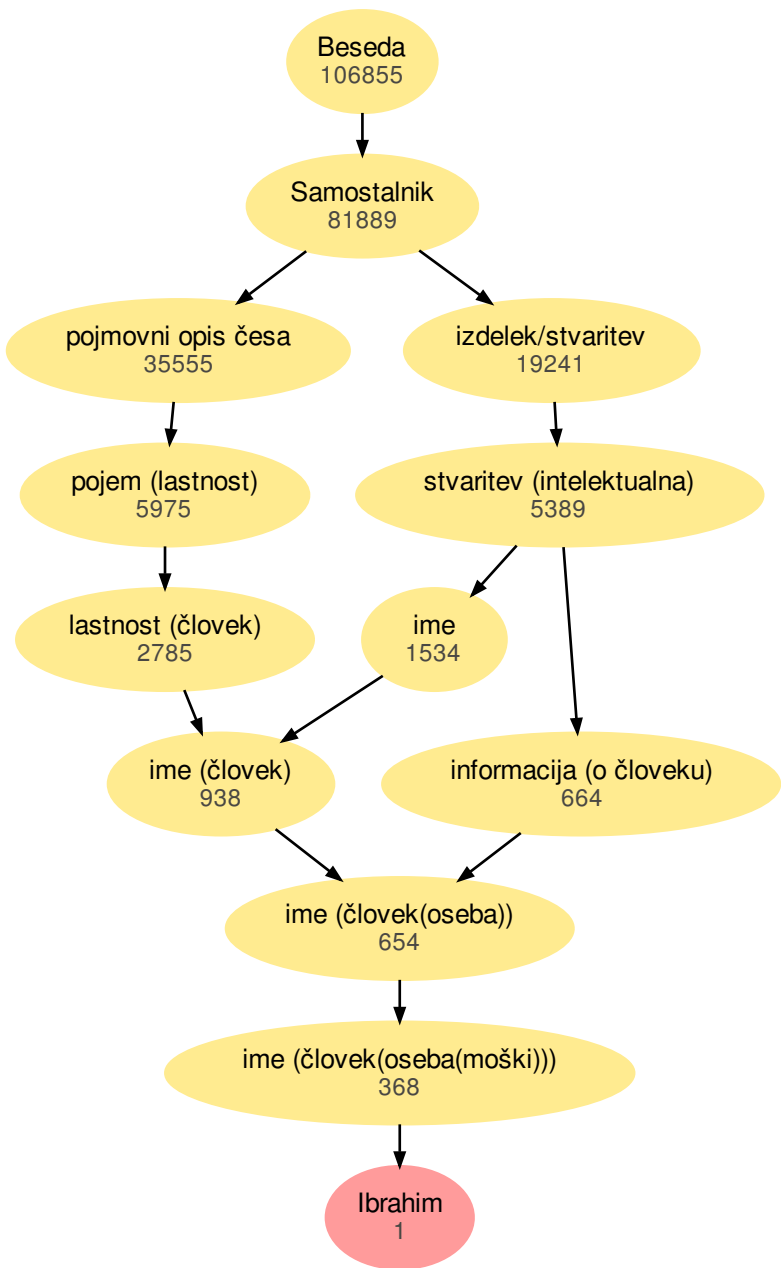 Beseda
106855
Samostalnik
81889
pojmovni opis česa
35555
izdelek/stvaritev
19241
pojem (lastnost)
5975
stvaritev (intelektualna)
5389
lastnost (človek)
2785
ime
1534
ime (človek)
938
informacija (o človeku)
664
ime (človek(oseba))
654
ime (človek(oseba(moški)))
368
Ibrahim
1